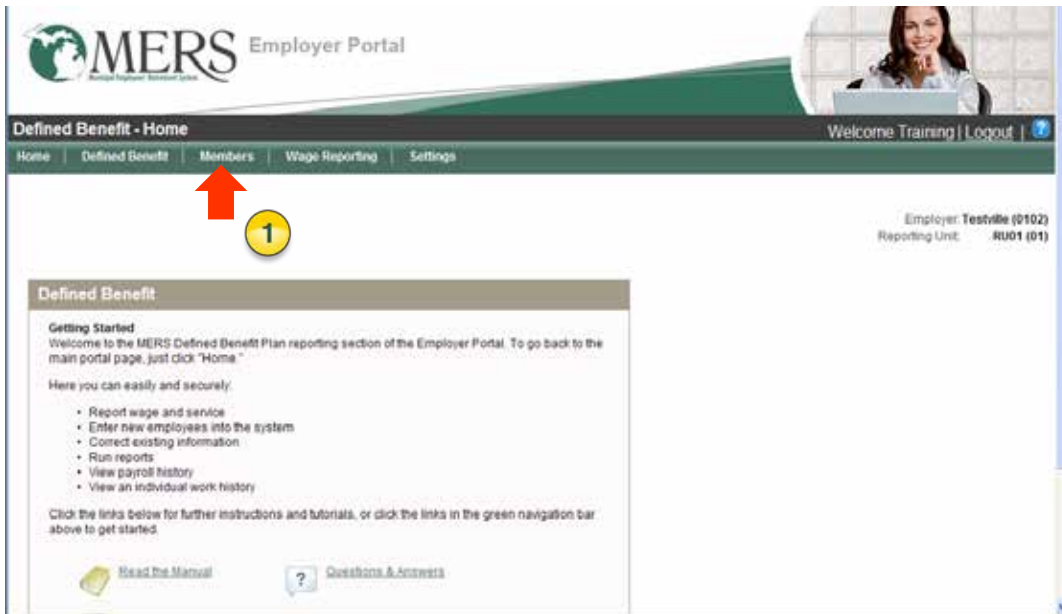 MERS Employer Portal
Municipal Employees' Retirement System
Defined Benefit - Home
Welcome Training | Logout | ?
Home | Defined Benefit | Members | Wage Reporting | Settings
1
Employer: Testville (0102)
Reporting Unit: RU01 (01)
Defined Benefit
Getting Started
Welcome to the MERS Defined Benefit Plan reporting section of the Employer Portal. To go back to the
main portal page, just click "Home."
Here you can easily and securely:
• Report wage and service
• Enter new employees into the system
• Correct existing information
• Run reports
• View payroll history
• View an individual work history
Click the links below for further instructions and tutorials, or click the links in the green navigation bar
above to get started.
Read the Manual
? Questions & Answers